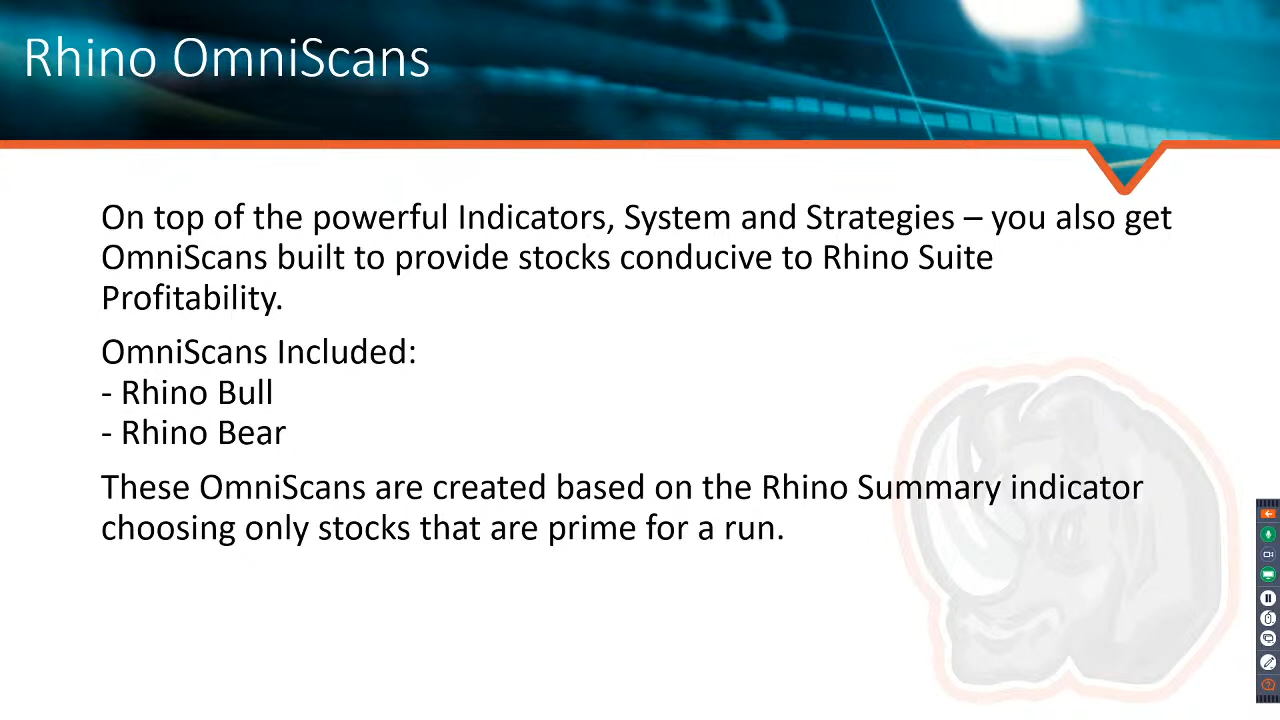 Rhino OmniScans
On top of the powerful Indicators, System and Strategies – you also get
OmniScans built to provide stocks conducive to Rhino Suite
Profitability.
OmniScans Included:
- Rhino Bull
- Rhino Bear
These OmniScans are created based on the Rhino Summary indicator
choosing only stocks that are prime for a run.